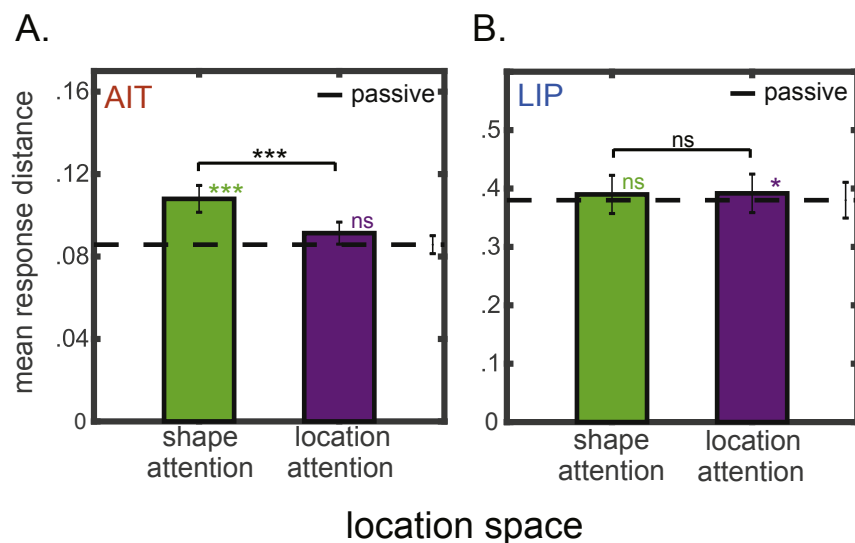 A.
B.
mean response distance
.16
.12
.08
.04
0
AIT
passive
***
***
ns
shape
attention
location
attention
.5
.4
.3
.2
.1
0
LIP
passive
ns
ns
*
shape
attention
location
attention
location space